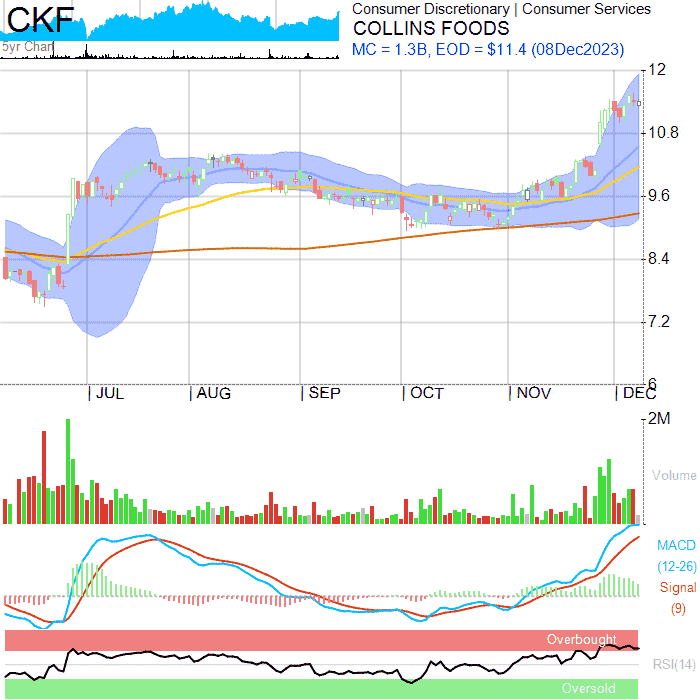 CKF
5yr Chart
Consumer Discretionary | Consumer Services
COLLINS FOODS
MC = 1.3B, EOD = $11.4 (08Dec2023)
12
10.8
9.6
8.4
7.2
6
JUL
AUG
SEP
OCT
NOV
DEC
2M
Volume
MACD
(12-26)
Signal
(9)
Overbought
RSI(14)
Oversold